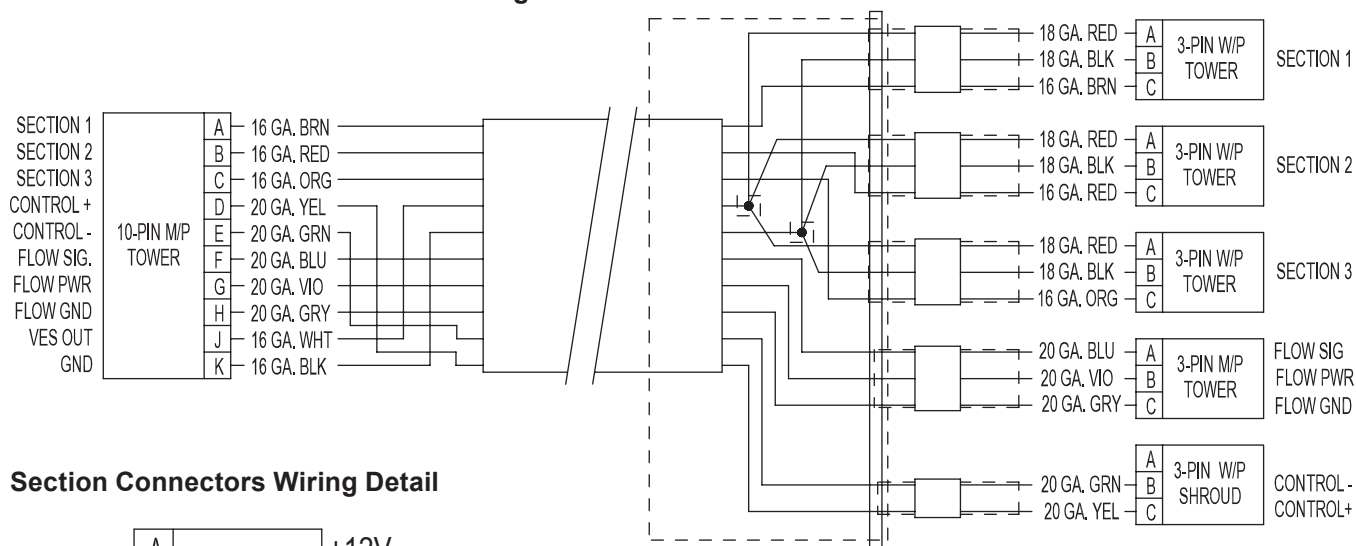 SECTION 1
SECTION 2
SECTION 3
CONTROL +
CONTROL -
FLOW SIG.
FLOW PWR
FLOW GND
VES OUT
GND
10-PIN M/P
TOWER
A 16 GA. BRN
B 16 GA. RED
C 16 GA. ORG
D 20 GA. YEL
E 20 GA. GRN
F 20 GA. BLU
G 20 GA. VIO
H 20 GA. GRY
J 16 GA. WHT
K 16 GA. BLK
18 GA. RED A
18 GA. BLK B
16 GA. BRN C
3-PIN W/P
TOWER
SECTION 1
18 GA. RED A
18 GA. BLK B
16 GA. RED C
3-PIN W/P
TOWER
SECTION 2
18 GA. RED A
18 GA. BLK B
16 GA. ORG C
3-PIN W/P
TOWER
SECTION 3
20 GA. BLU A
20 GA. VIO B
20 GA. GRY C
3-PIN M/P
TOWER
FLOW SIG
FLOW PWR
FLOW GND
A
20 GA. GRN B
20 GA. YEL C
3-PIN W/P
SHROUD
CONTROL -
CONTROL+
Section Connectors Wiring Detail
A
+12V